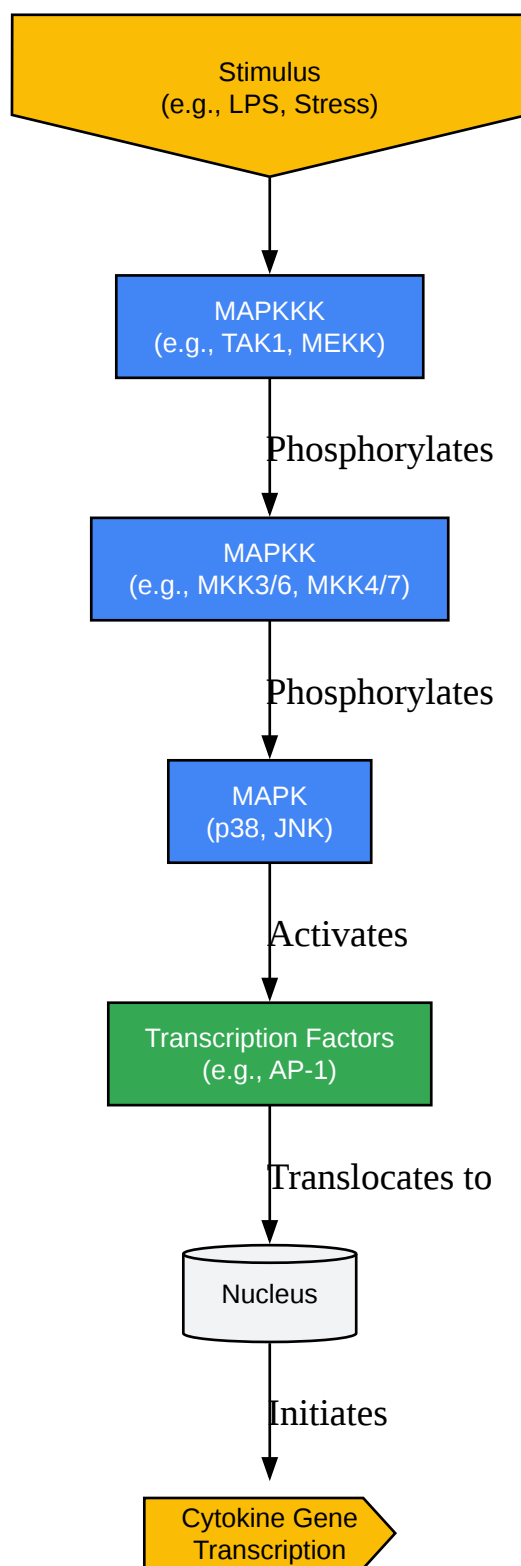 Stimulus
(e.g., LPS, Stress)
MAPKKK
(e.g., TAK1, MEKK)
Phosphorylates
MAPKK
(e.g., MKK3/6, MKK4/7)
Phosphorylates
MAPK
(p38, JNK)
Activates
Transcription Factors
(e.g., AP-1)
Translocates to
Nucleus
Initiates
Cytokine Gene
Transcription